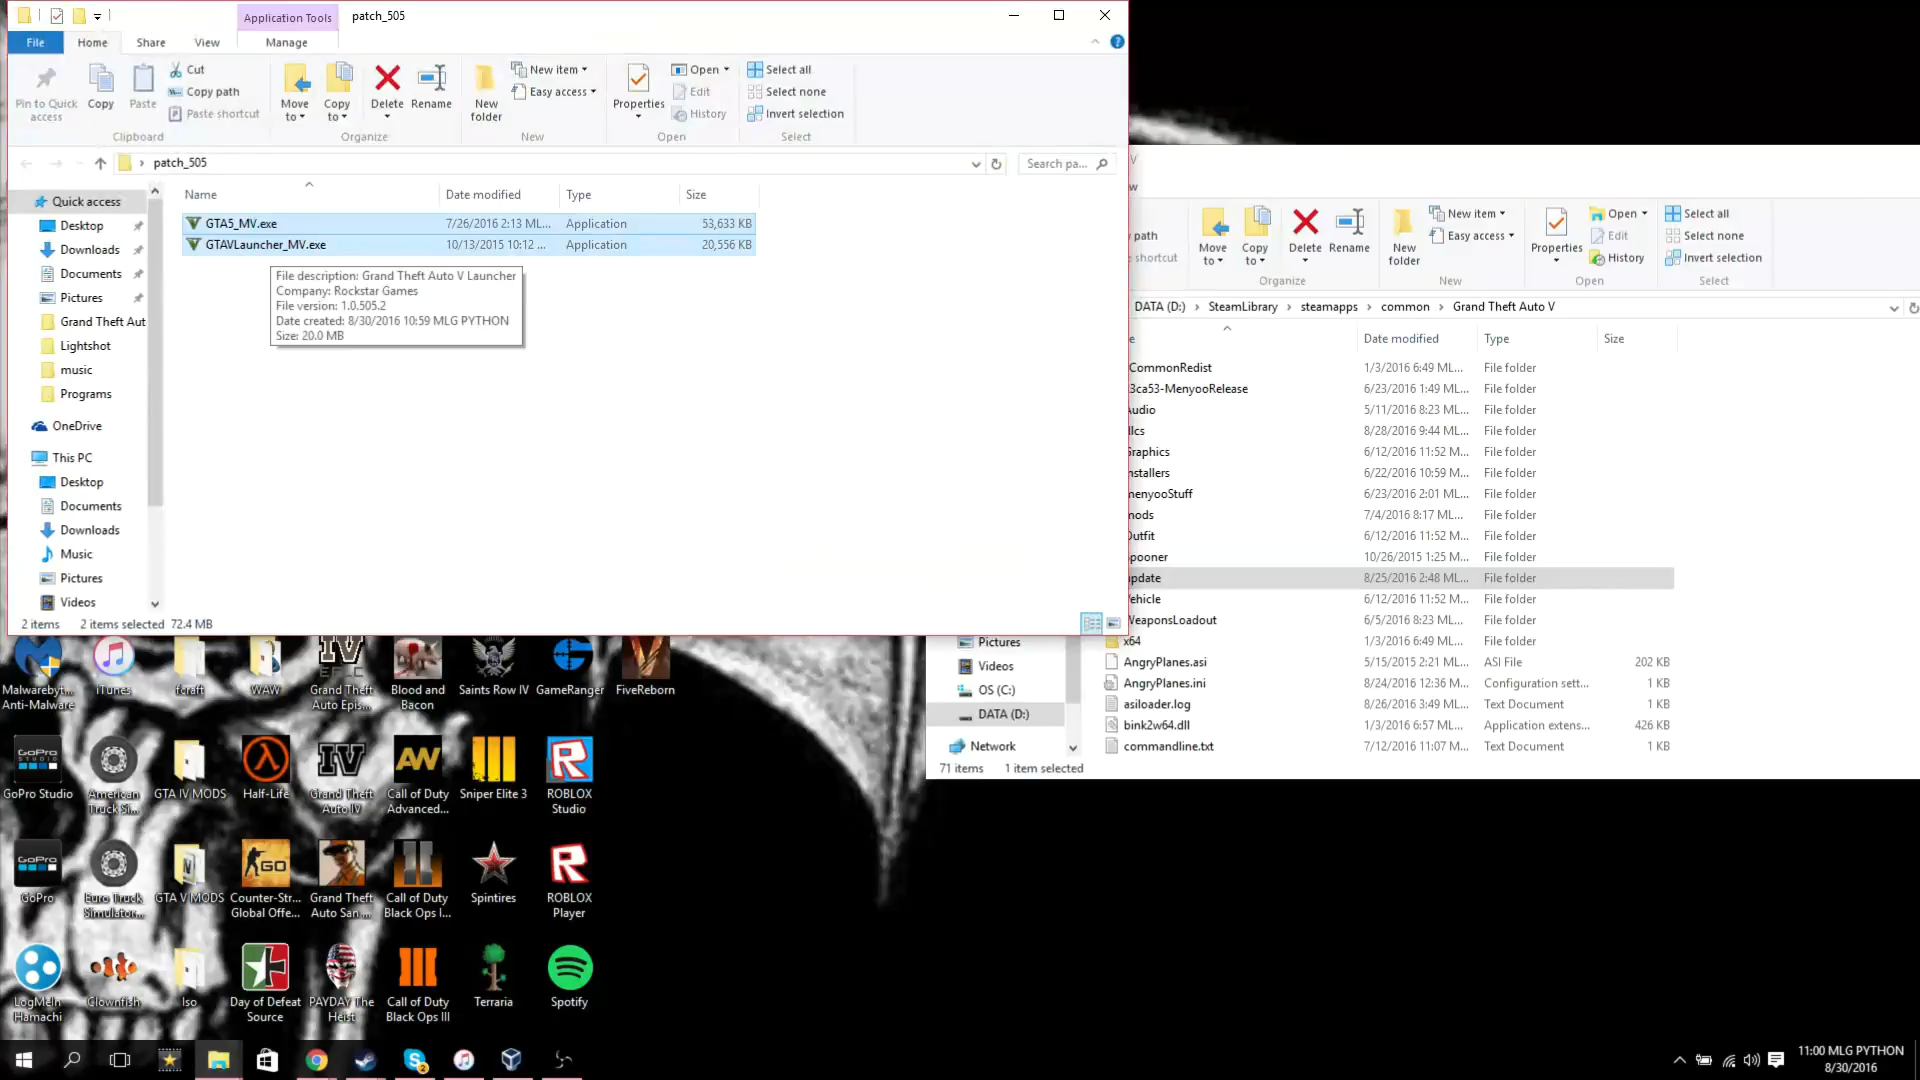 Application Tools
patch_505
File
Home
Share
View
Manage
Pin to Quick access
Copy
Paste
Cut
Copy path
Paste shortcut
Clipboard
Move to
Copy to
Delete
Rename
Organize
New folder
New item
Easy access
New
Properties
Open
Edit
History
Open
Select all
Select none
Invert selection
Select
patch_505
Search pa...
Name
Date modified
Type
Size
GTA5_MV.exe
7/26/2016 2:13 ML...
Application
53,633 KB
GTAVLauncher_MV.exe
10/13/2015 10:12 ...
Application
20,556 KB
File description: Grand Theft Auto V Launcher
Company: Rockstar Games
File version: 1.0.505.2
Date created: 8/30/2016 10:59 MLG PYTHON
Size: 20.0 MB
Quick access
Desktop
Downloads
Documents
Pictures
Grand Theft Aut
Lightshot
music
Programs
OneDrive
This PC
Desktop
Documents
Downloads
Music
Pictures
Videos
2 items
2 items selected 72.4 MB
V
w
path
shortcut
Move to
Copy to
Delete
Rename
Organize
New folder
New item
Easy access
New
Properties
Open
Edit
History
Open
Select all
Select none
Invert selection
Select
DATA (D:)
SteamLibrary
steamapps
common
Grand Theft Auto V
e
Date modified
Type
Size
CommonRedist
1/3/2016 6:49 ML...
File folder
3ca53-MenyooRelease
6/23/2016 1:49 ML...
File folder
Audio
5/11/2016 8:23 ML...
File folder
llcs
8/28/2016 9:44 ML...
File folder
Graphics
6/12/2016 11:52 M...
File folder
nstallers
6/22/2016 10:59 M...
File folder
menyooStuff
6/23/2016 2:01 ML...
File folder
mods
7/4/2016 8:17 ML...
File folder
Outfit
6/12/2016 11:52 M...
File folder
pooner
10/26/2015 1:25 M...
File folder
update
8/25/2016 2:48 ML...
File folder
ehicle
6/12/2016 11:52 M...
File folder
WeaponsLoadout
6/5/2016 8:23 ML...
File folder
x64
1/3/2016 6:49 ML...
File folder
AngryPlanes.asi
5/15/2015 2:21 ML...
ASI File
202 KB
AngryPlanes.ini
8/24/2016 12:36 M...
Configuration sett...
1 KB
asiloader.log
8/26/2016 3:49 ML...
Text Document
1 KB
bink2w64.dll
1/3/2016 6:57 ML...
Application extens...
426 KB
commandline.txt
7/12/2016 11:07 M...
Text Document
1 KB
Pictures
Videos
OS (C:)
DATA (D:)
Network
71 items
1 item selected
Malwarebyt... Anti-Malware
iTunes
fcraft
WAW
Grand Theft Auto Epis...
Blood and Bacon
Saints Row IV
GameRanger
FiveReborn
GoPro Studio
American Truck Si...
GTA IV MODS
Half-Life
Grand Theft Auto IV
Call of Duty Advanced...
Sniper Elite 3
ROBLOX Studio
GoPro
Euro Truck Simulator...
GTA V MODS
Counter-Str... Global Offe...
Grand Theft Auto San...
Call of Duty Black Ops I...
Spintires
ROBLOX Player
LogMeIn Hamachi
Clownfish
Iso
Day of Defeat Source
PAYDAY The Heist
Call of Duty Black Ops III
Terraria
Spotify
11:00 MLG PYTHON
8/30/2016